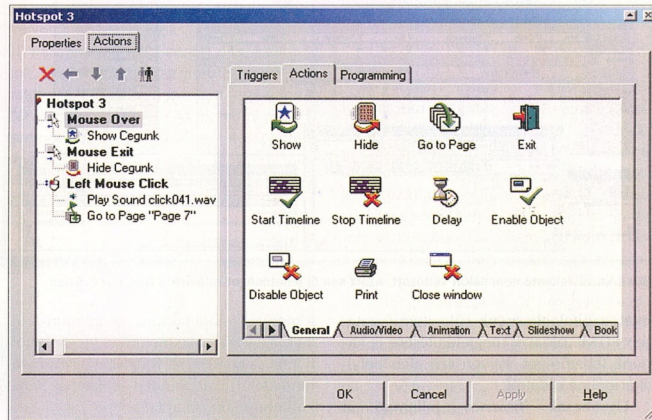 Hotspot 3
Properties Actions
Hotspot 3
Mouse Over
Show Cegunk
Mouse Exit
Hide Cegunk
Left Mouse Click
Play Sound click041.wav
Go to Page "Page 7"
Triggers Actions Programming
Show Hide Go to Page Exit
Start Timeline Stop Timeline Delay Enable Object
Disable Object Print Close window
General Audio/Video Animation Text Slideshow Book
OK Cancel Apply Help